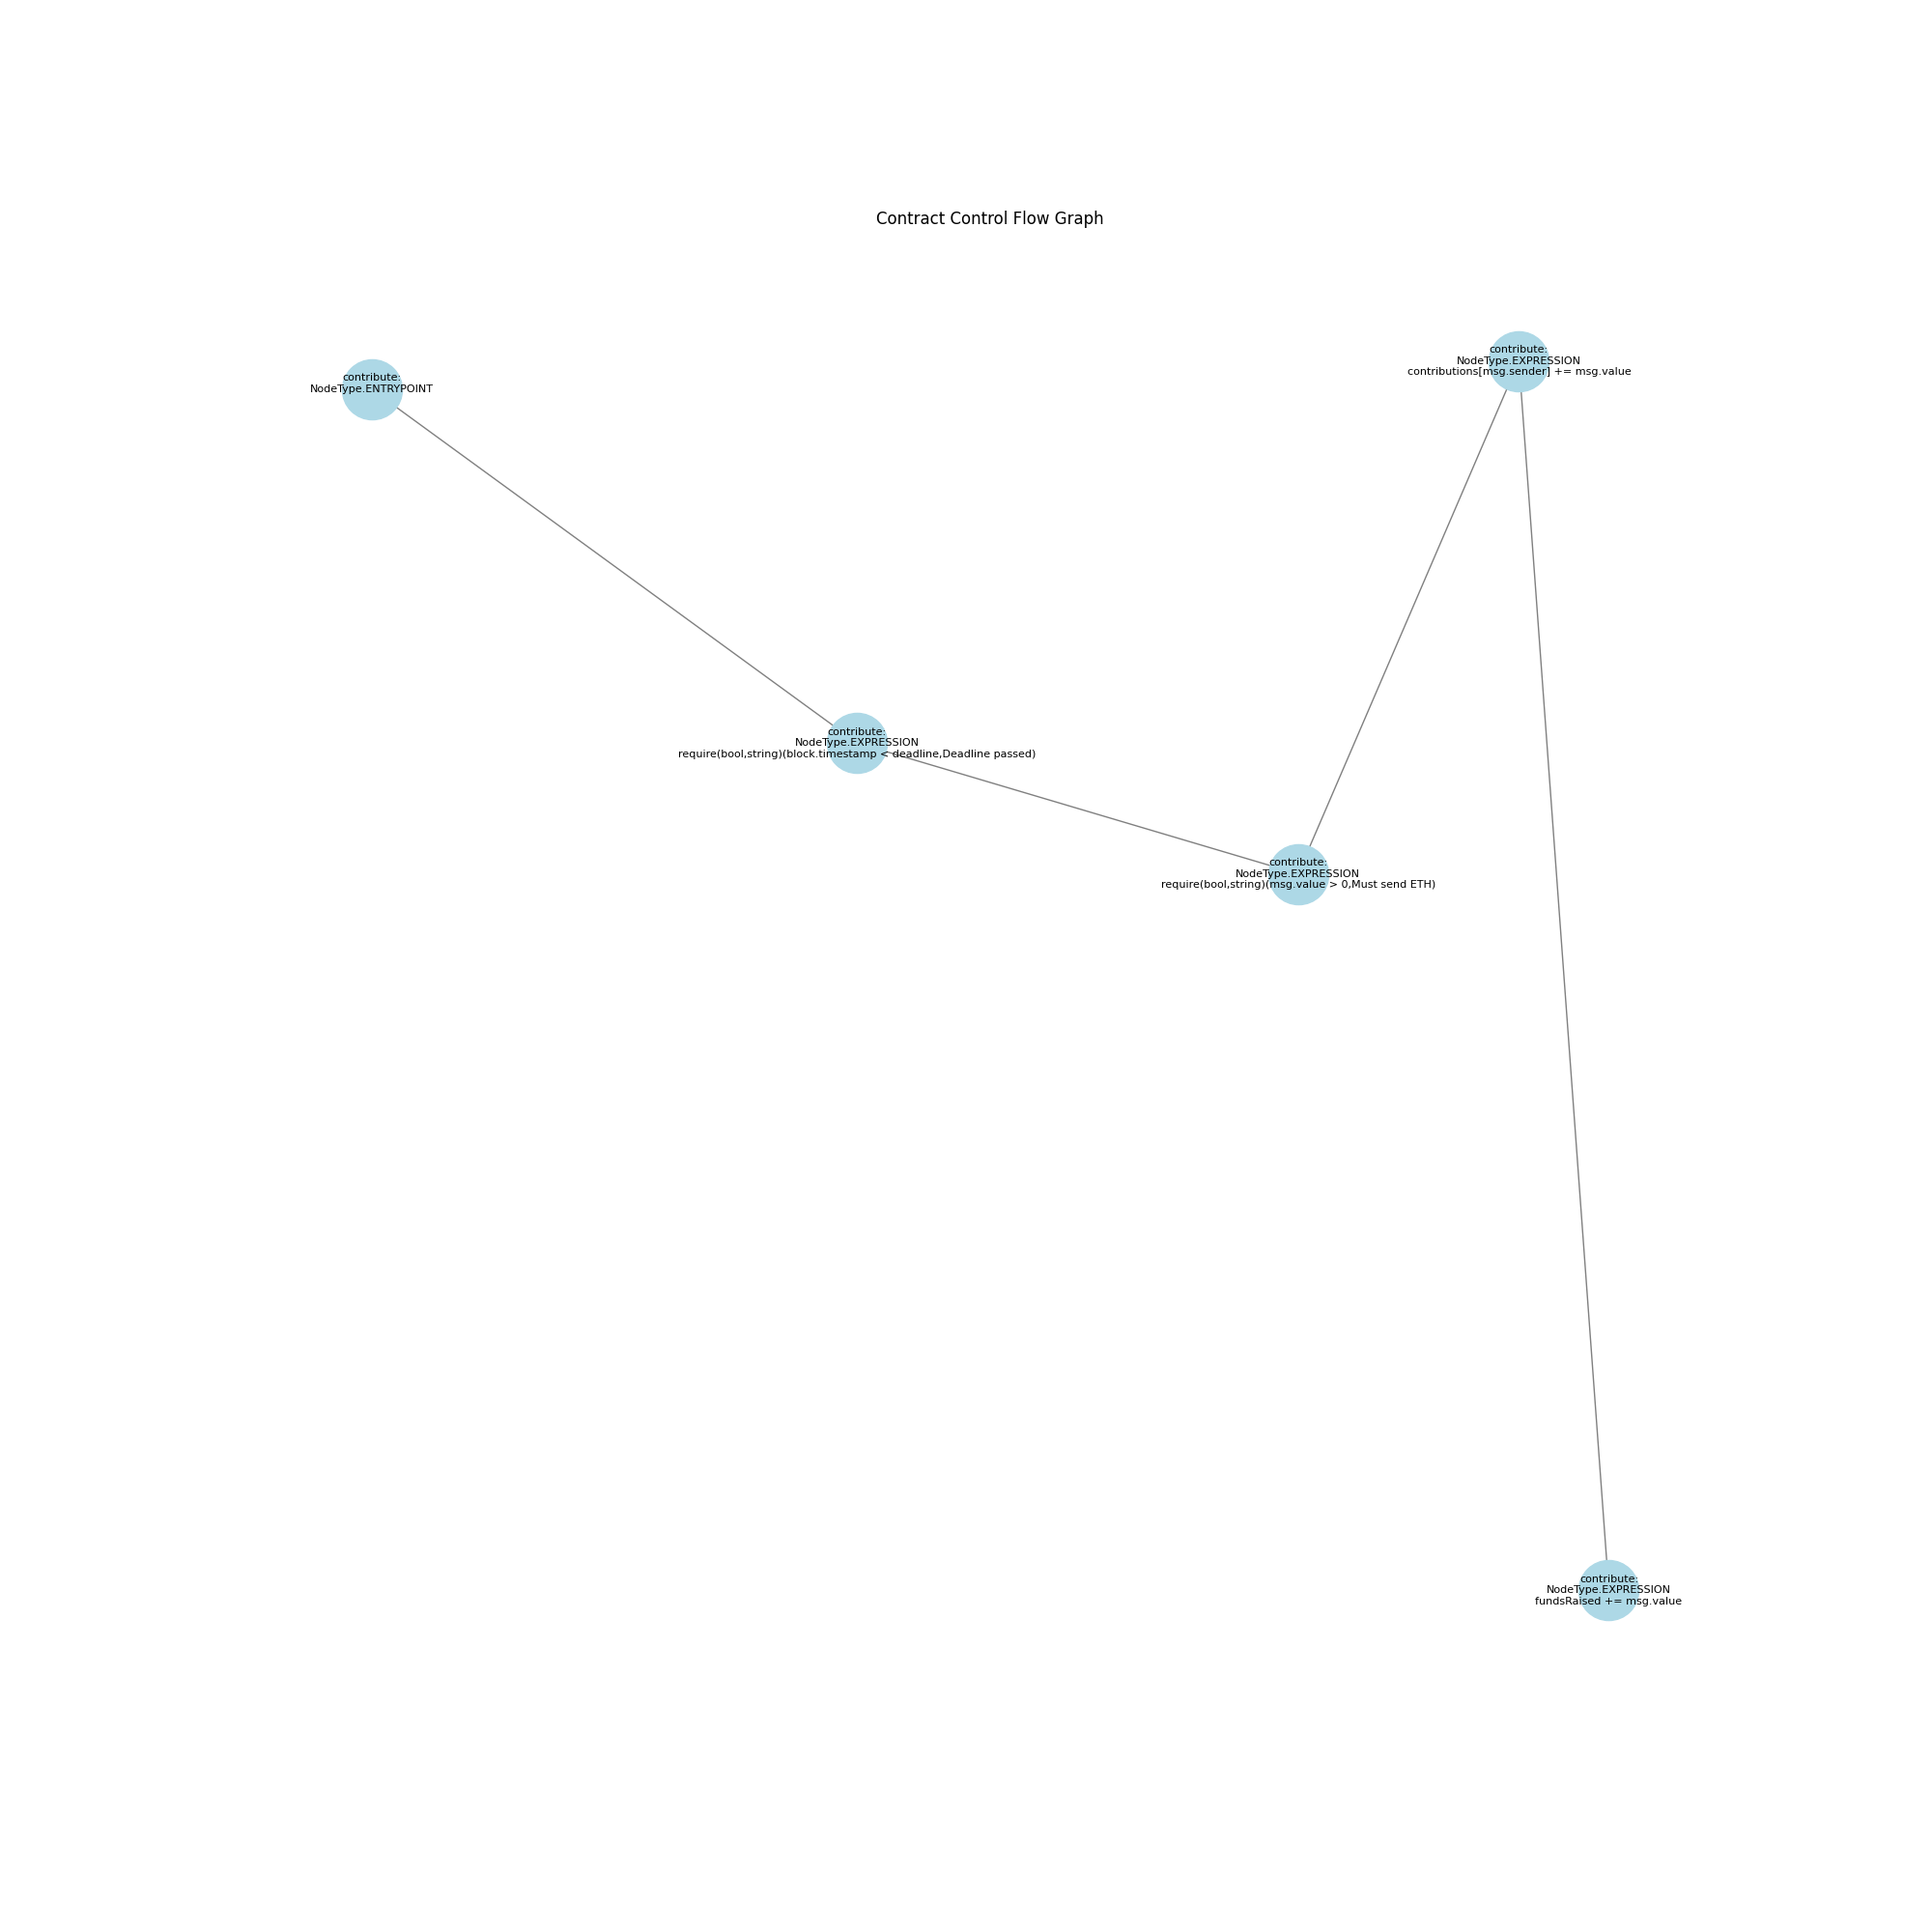 Contract Control Flow Graph
contribute:
NodeType.EXPRESSION
contributions[msg.sender] += msg.value
contribute:
NodeType.ENTRYPOINT
contribute:
NodeType.EXPRESSION
require(bool,string)(block.timestamp < deadline,Deadline passed)
contribute:
NodeType.EXPRESSION
require(bool,string)(msg.value > 0,Must send ETH)
contribute:
NodeType.EXPRESSION
fundsRaised += msg.value